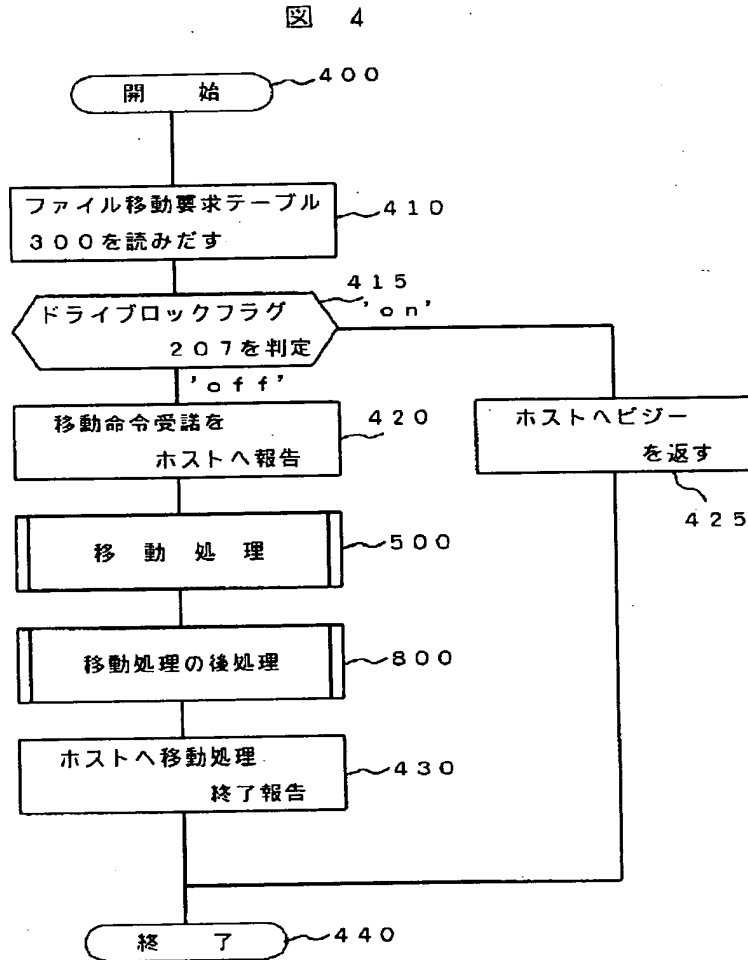 図 4
開 始
400
ファイル移動要求テーブル
300を読みだす
410
ドライブロックフラグ
207を判定
415
'on'
'off'
移動命令受諾を
ホストへ報告
420
ホストへビジー
を返す
425
移 動 処 理
500
移動処理の後処理
800
ホストへ移動処理
終了報告
430
終 了
440